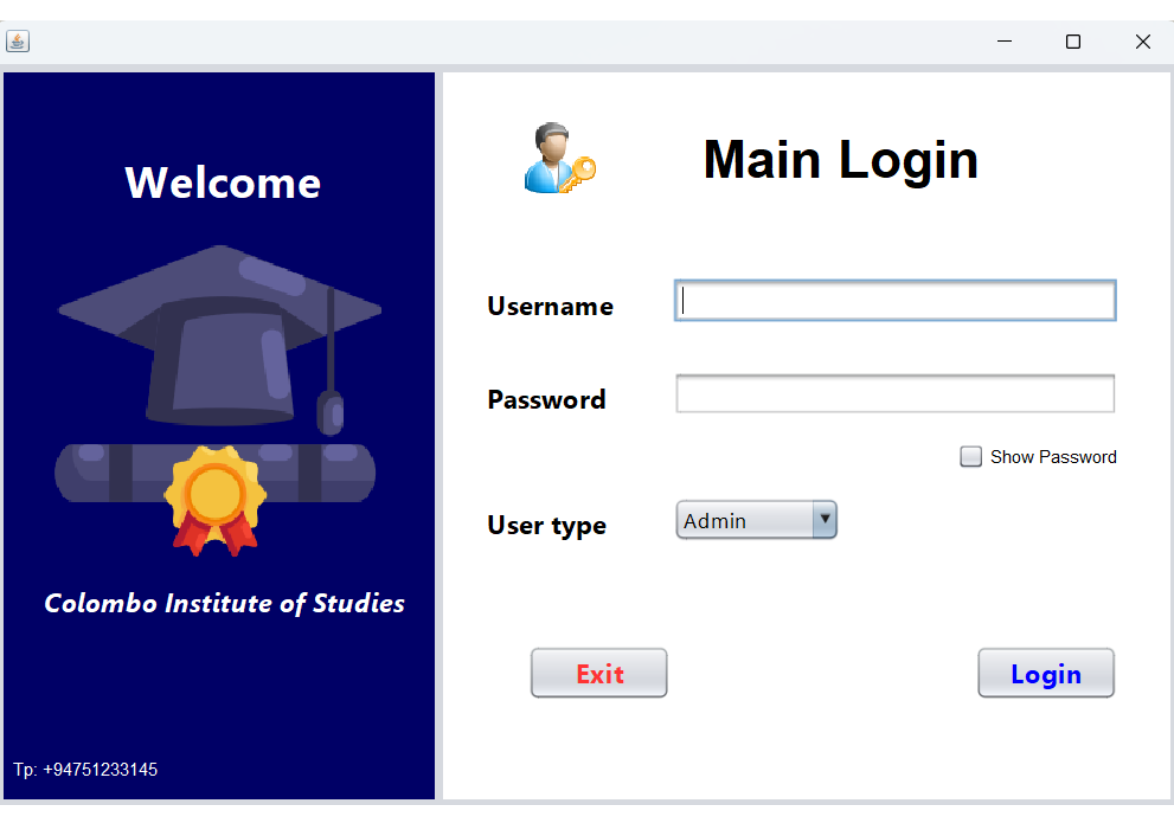 Welcome
Colombo Institute of Studies
Tp: +94751233145
Main Login
Username
Password
Show Password
User type
Admin
Exit
Login